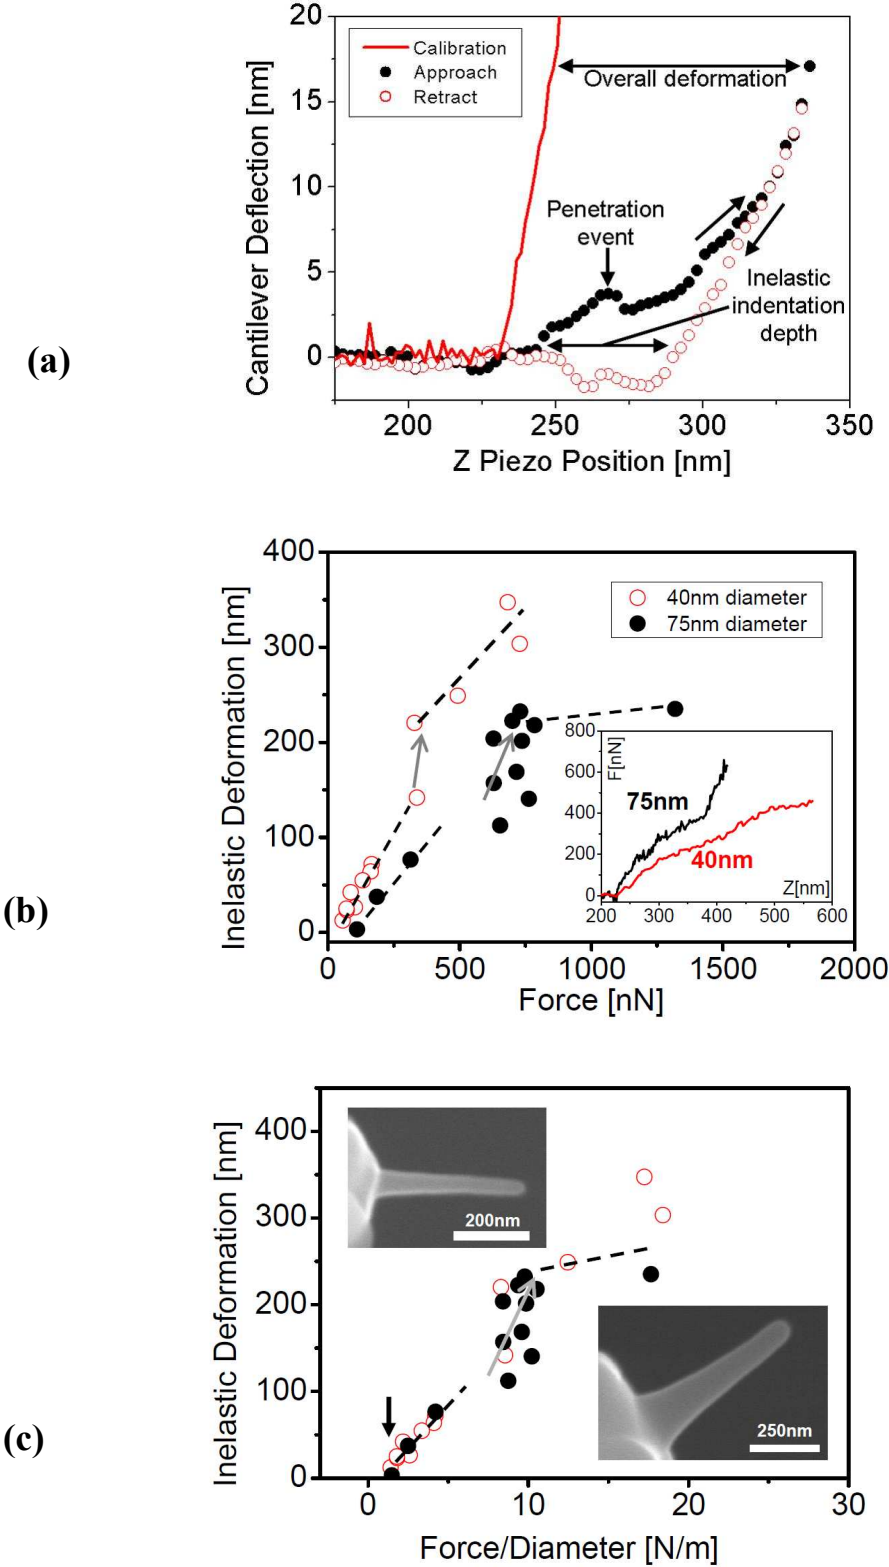 (a)
Cantilever Deflection [nm]
20
15
10
5
0
Calibration
Approach
Retract
Overall deformation
Penetration
event
Inelastic
indentation
depth
200
250
300
350
Z Piezo Position [nm]
(b)
Inelastic Deformation [nm]
400
300
200
100
0
40nm diameter
75nm diameter
F[nN]
800
600
400
200
0
75nm
40nm
Z[nm]
200
300
400
500
600
0
500
1000
1500
2000
Force [nN]
(c)
Inelastic Deformation [nm]
400
300
200
100
0
200nm
250nm
0
10
20
30
Force/Diameter [N/m]